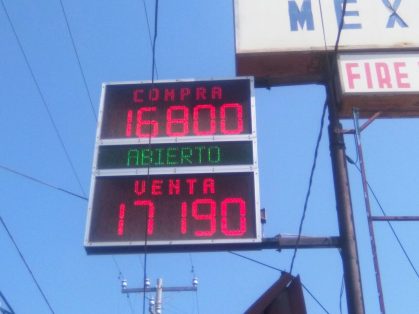 MEX
FIRE
COMPRA
16800
ABIERTO
VENTA
17190